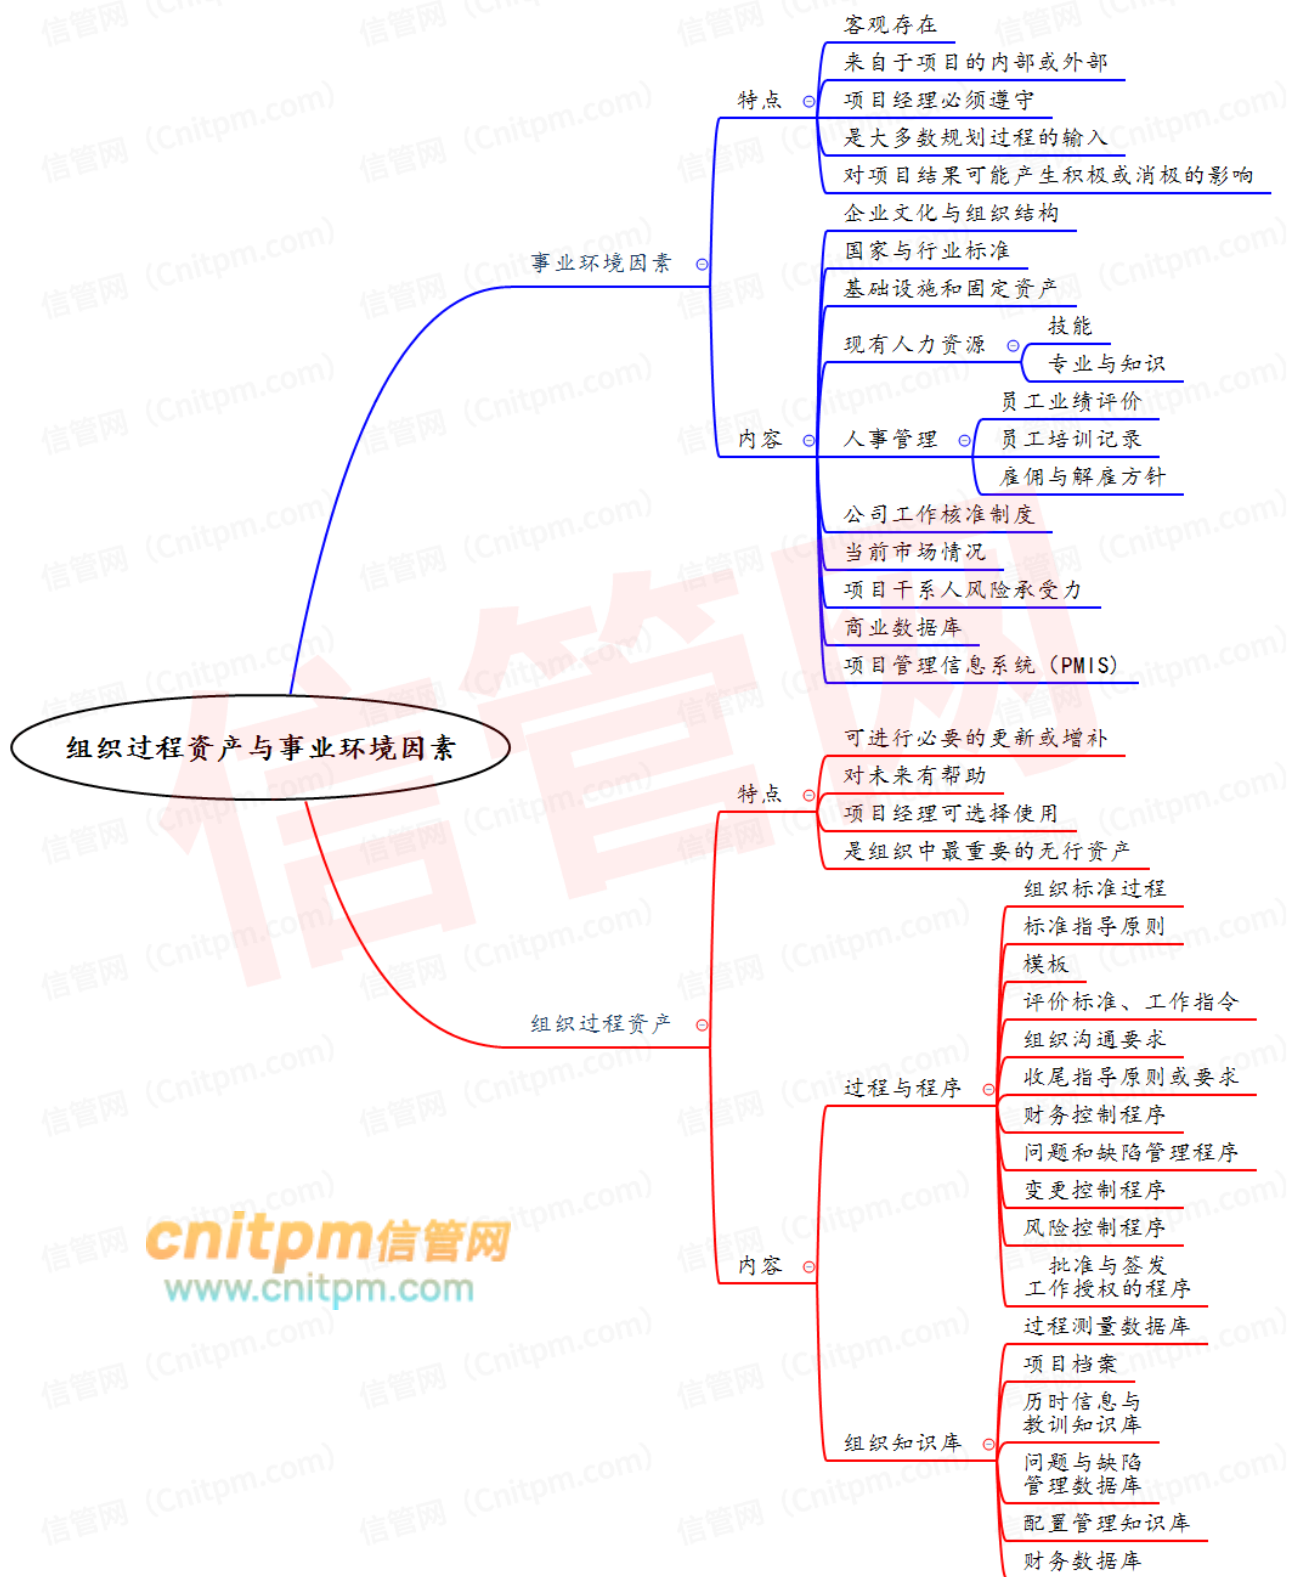 客观存在
来自于项目的内部或外部
特点
项目经理必须遵守
是大多数规划过程的输入
对项目结果可能产生积极或消极的影响
事业环境因素
企业文化与组织结构
国家与行业标准
基础设施和固定资产
现有人力资源
技能
专业与知识
内容
人事管理
员工业绩评价
员工培训记录
雇佣与解雇方针
公司工作核准制度
当前市场情况
项目干系人风险承受力
商业数据库
项目管理信息系统（PMIS）
组织过程资产与事业环境因素
特点
可进行必要的更新或增补
对未来有帮助
项目经理可选择使用
是组织中最重要的无行资产
组织过程资产
内容
过程与程序
组织标准过程
标准指导原则
模板
评价标准、工作指令
组织沟通要求
收尾指导原则或要求
财务控制程序
问题和缺陷管理程序
变更控制程序
风险控制程序
批准与签发
工作授权的程序
组织知识库
过程测量数据库
项目档案
历时信息与
教训知识库
问题与缺陷
管理数据库
配置管理知识库
财务数据库
cnitpm信管网
www.cnitpm.com
信管网
信管网（Cnitpm.com）